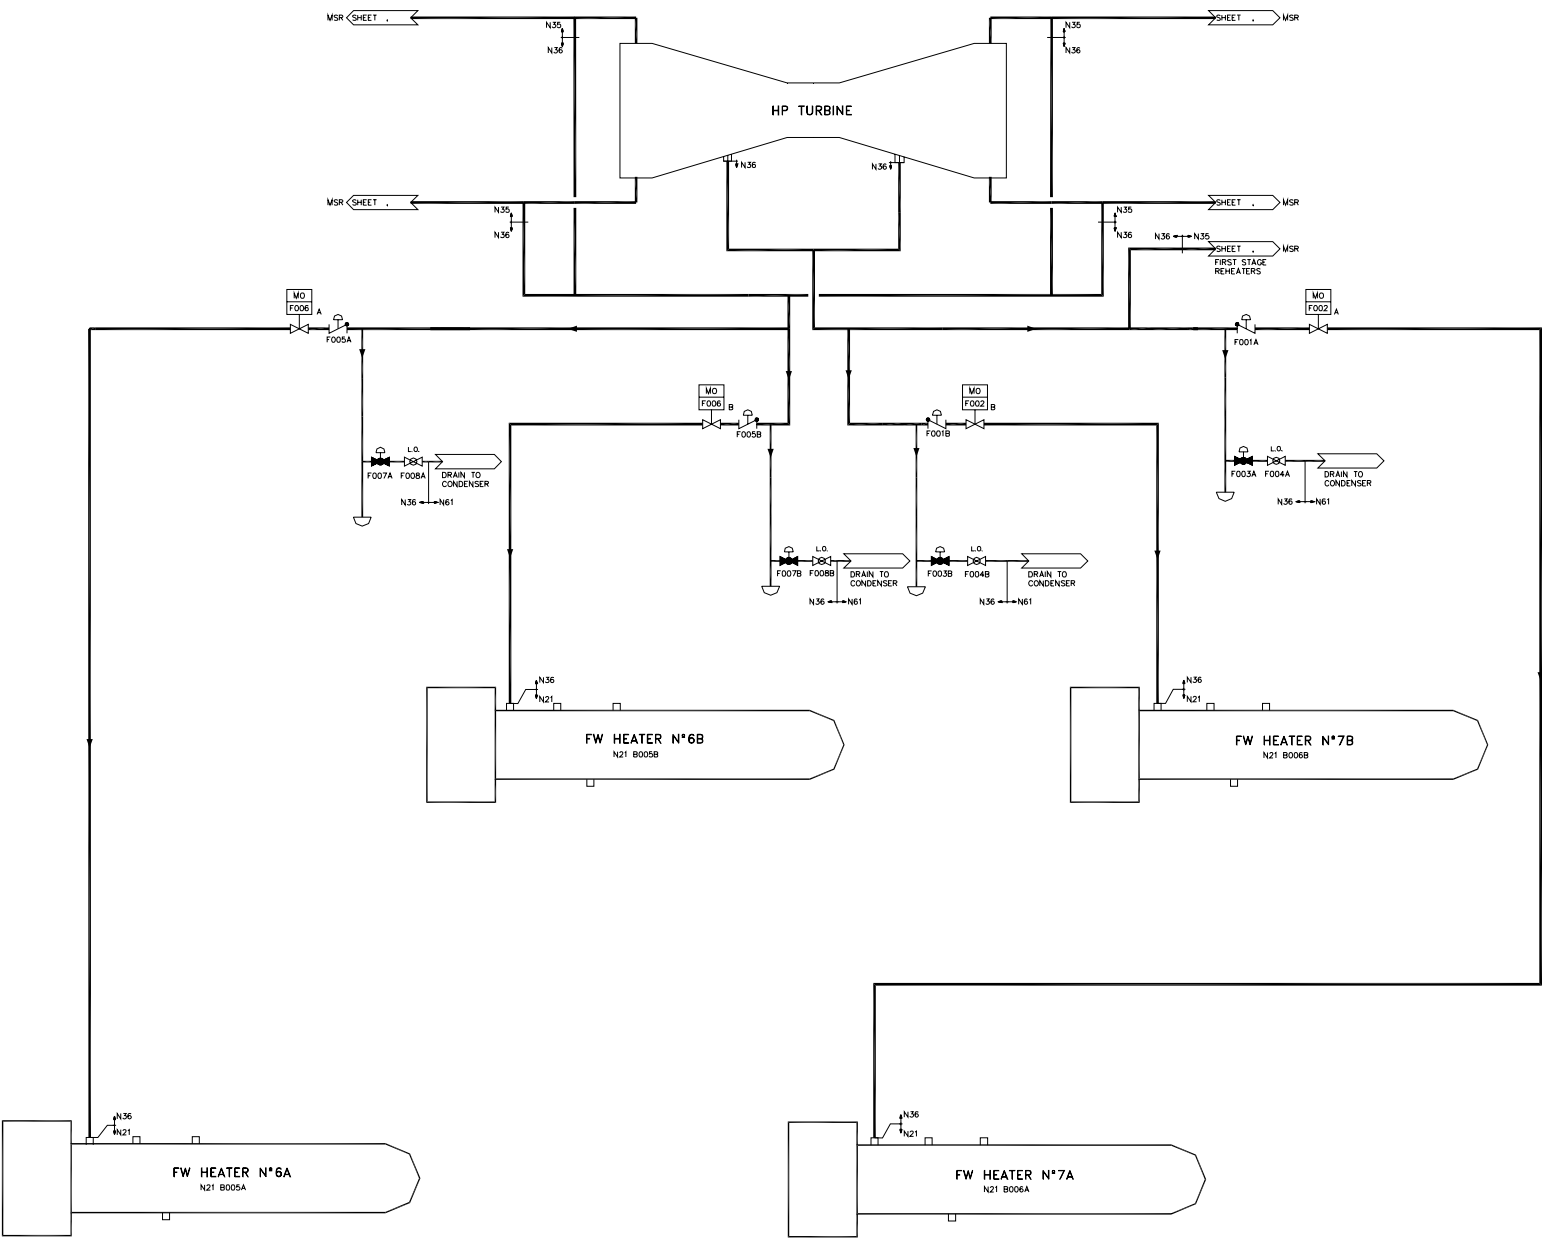 MSR SHEET .
SHEET . MSR
N35
N36
N35
N36
HP TURBINE
N36
N36
MSR SHEET .
SHEET . MSR
N35
N36
N35
N36
N36 N35
SHEET . MSR
FIRST STAGE
REHEATERS
MO
F006 A
F005A
MO
F002 A
F001A
MO
F006 B
F005B
MO
F002 B
F001B
L.O.
F007A F008A
DRAIN TO
CONDENSER
N36 N61
L.O.
F003A F004A
DRAIN TO
CONDENSER
N36 N61
L.O.
F007B F008B
DRAIN TO
CONDENSER
N36 N61
L.O.
F003B F004B
DRAIN TO
CONDENSER
N36 N61
N36
N21
FW HEATER N°6B
N21 B005B
N36
N21
FW HEATER N°7B
N21 B006B
N36
N21
FW HEATER N°6A
N21 B005A
N36
N21
FW HEATER N°7A
N21 B006A